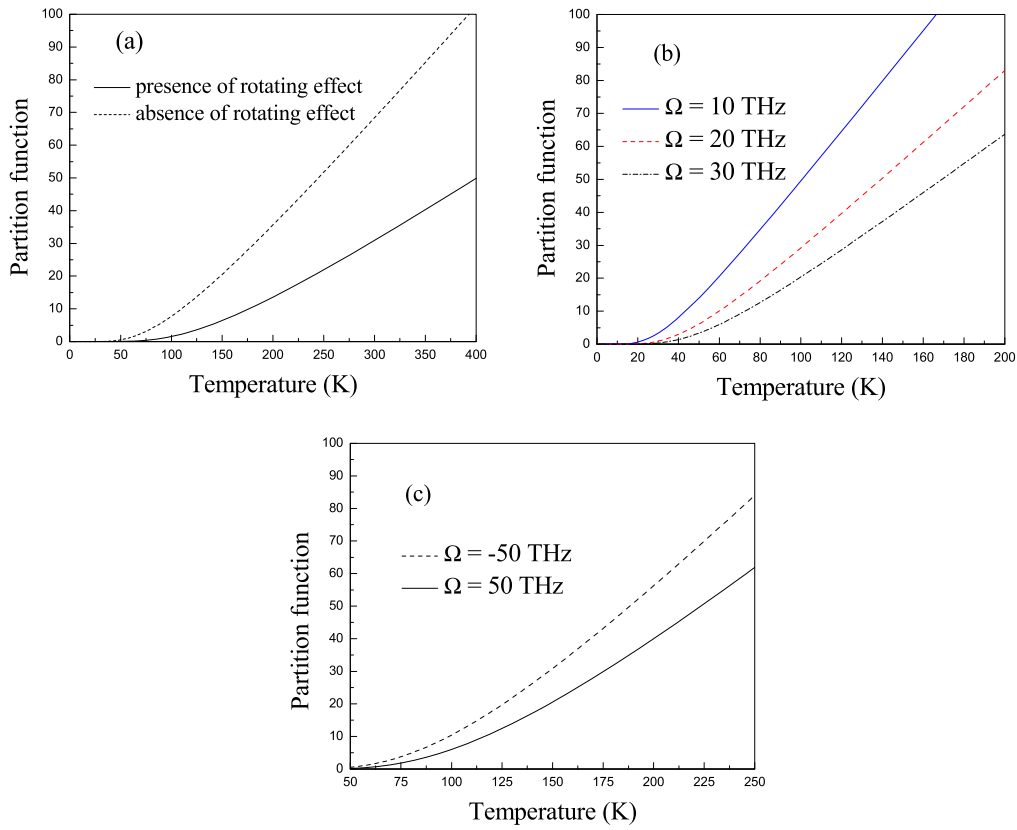 (a)
presence of rotating effect
absence of rotating effect
Partition function
100
90
80
70
60
50
40
30
20
10
0
0 50 100 150 200 250 300 350 400
Temperature (K)
(b)
Ω = 10 THz
Ω = 20 THz
Ω = 30 THz
Partition function
100
90
80
70
60
50
40
30
20
10
0
0 20 40 60 80 100 120 140 160 180 200
Temperature (K)
(c)
Ω = -50 THz
Ω = 50 THz
Partition function
100
90
80
70
60
50
40
30
20
10
0
50 75 100 125 150 175 200 225 250
Temperature (K)